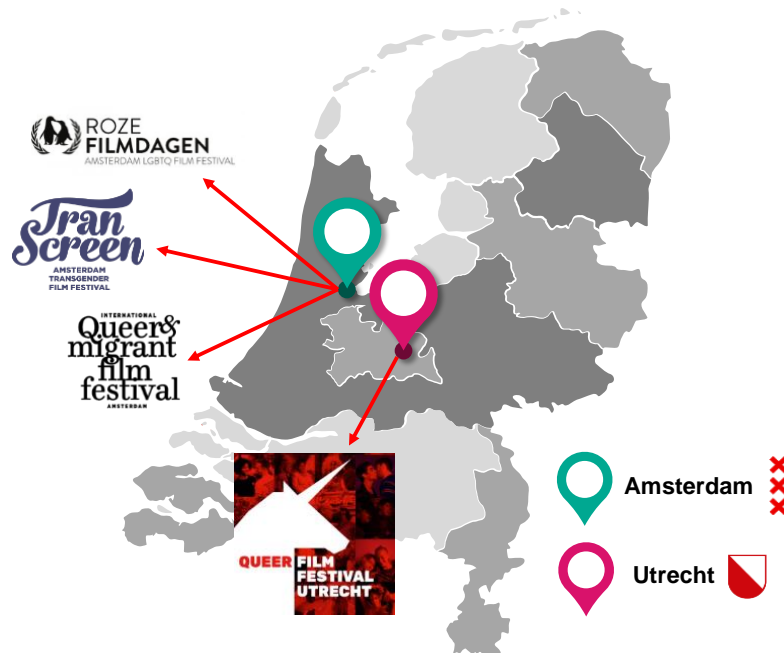 ROZE
FILMDAGEN
AMSTERDAM LGBTQ FILM FESTIVAL
Tran
Screen
AMSTERDAM
TRANSGENDER
FILM FESTIVAL
INTERNATIONAL
Queer&
migrant
film
festival
AMSTERDAM
QUEER FILM
FESTIVAL
UTRECHT
Amsterdam
Utrecht